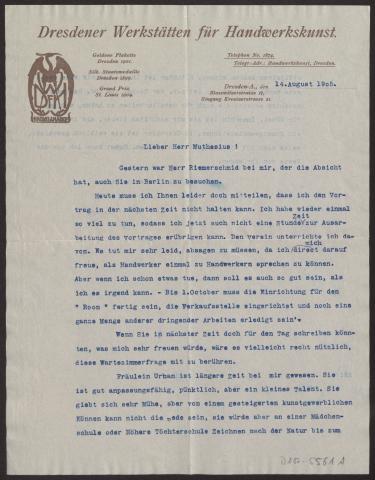 Dresdener Werkstätten für Handwerkskunst.
Goldene Plakette
Dresden 1901.
Silb. Staatsmedaille
Dresden 1899.
Grand Prix
St. Louis 1904.
Telephon No. 1874.
Telegr.-Adr.: Handwerkskunst, Dresden.
Dresden-A., den 14.August 1905.
Blasewitzerstrasse 17,
Eingang
Lieber Herr Muthesius !
Gestern war Herr Riemerschmid bei mir, der die Absicht
hat, auch Sie in Berlin zu besuchen.
Heute muss ich Ihnen leider doch mitteilen, dass ich den Vor-
trag in der nächsten Zeit nicht halten kann. Ich habe wieder einmal
Zeit
so viel zu tun, sodass ich jetzt auch nicht eine Stunde zur Ausar-
beitung des Vortrages erübrigen kann. Den Verein unterrichte ich da-
mich
von. Es tut mir sehr leid, absagen zu müssen, da ich direct darauf
freue, als Handwerker einmal zu Handwerkern sprechen zu können.
Aber wenn ich schon etwas tue, dann soll es auch so gut sein, als
ich es irgend kann. - Bis 1.October muss die Einrichtung für den
" Roon " fertig sein, die Verkaufsstelle eingerichtet und noch eine
ganze Menge anderer dringender Arbeiten erledigt sein.
Wenn Sie in nächster Zeit doch für den Tag schreiben könn-
ten, was mich sehr freuen würde, wäre es vielleicht recht nützlich,
diese Wartezimmerfrage mit zu berühren.
Fräulein Urban ist längere Zeit bei mir gewesen. Sie
ist gut anpassungsfähig, pünktlich, aber ein kleines Talent. Sie
giebt sich sehr Mühe, aber von einem gesteigerten kunstgewerblichen
Können kann nicht die Rede sein, sie würde aber an einer Mädchen-
schule oder Höhere Töchterschule Zeichnen nach der Natur bis zum